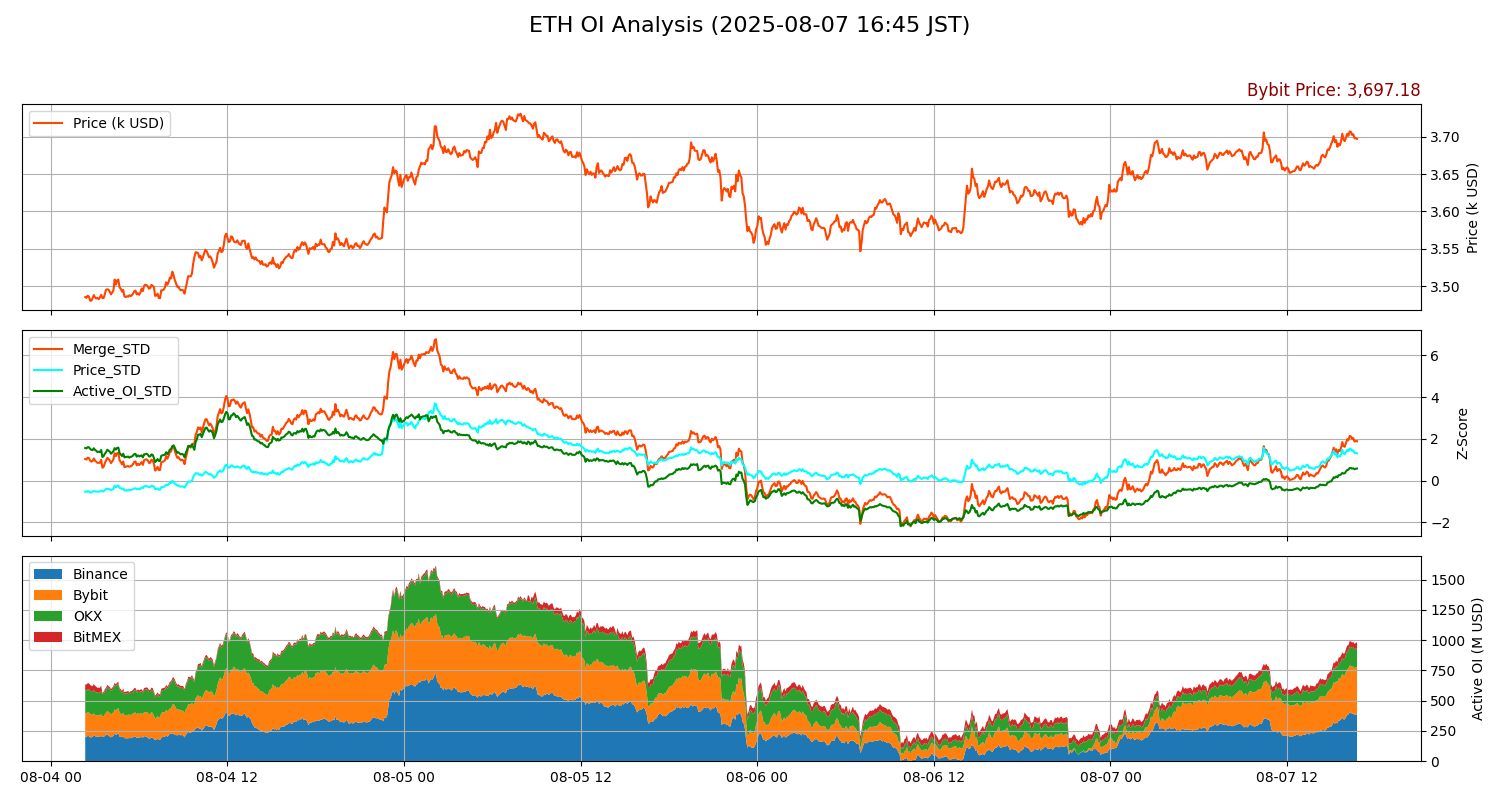 ETH OI Analysis (2025-08-07 16:45 JST)
Bybit Price: 3,697.18
Price (k USD)
3.70
3.65
3.60
3.55
3.50
Price (k USD)
Merge_STD
Price_STD
Active_OI_STD
6
4
2
0
−2
Z-Score
Binance
Bybit
OKX
BitMEX
1500
1250
1000
750
500
250
0
Active OI (M USD)
08-04 00 08-04 12 08-05 00 08-05 12 08-06 00 08-06 12 08-07 00 08-07 12